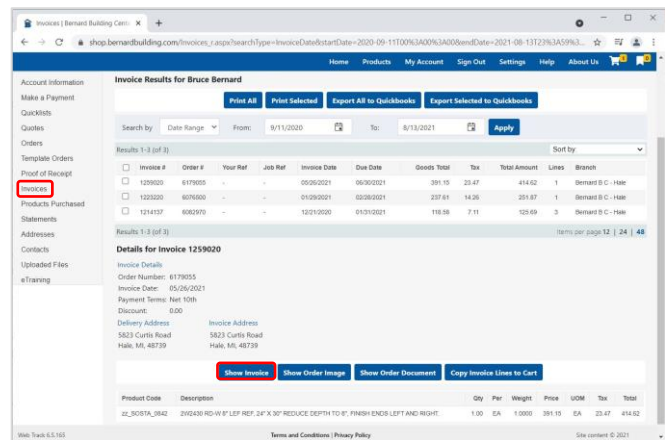 Invoices | Bernard Building Cente
shop.bernardbuilding.com/Invoices_r.aspx?searchType=InvoiceDate&startDate=2020-09-11T00%3A00%3A00&endDate=2021-08-13T23%3A59%3...
Home Products My Account Sign Out Settings Help About Us
Account Information
Make a Payment
Quicklists
Quotes
Orders
Template Orders
Proof of Receipt
Invoices
Products Purchased
Statements
Addresses
Contacts
Uploaded Files
eTraining
Invoice Results for Bruce Bernard
Print All Print Selected Export All to Quickbooks Export Selected to Quickbooks
Search by Date Range From: 9/11/2020 To: 8/13/2021 Apply
Results 1-3 (of 3) Sort by
Invoice # Order # Your Ref Job Ref Invoice Date Due Date Goods Total Tax Total Amount Lines Branch
1259020 6179055 - - 05/26/2021 06/30/2021 391.15 23.47 414.62 1 Bernard B C - Hale
1223220 6076500 - - 01/29/2021 02/28/2021 237.61 14.26 251.87 1 Bernard B C - Hale
1214137 6082970 - - 12/21/2020 01/31/2021 118.58 7.11 125.69 3 Bernard B C - Hale
Results 1-3 (of 3) Items per page 12 | 24 | 48
Details for Invoice 1259020
Invoice Details
Order Number: 6179055
Invoice Date: 05/26/2021
Payment Terms: Net 10th
Discount: 0.00
Delivery Address Invoice Address
5823 Curtis Road 5823 Curtis Road
Hale, MI, 48739 Hale, MI, 48739
Show Invoice Show Order Image Show Order Document Copy Invoice Lines to Cart
Product Code Description Qty Per Weight Price UOM Tax Total
zz_SOSTA_0842 2W2430 RD-W 8" LEF REF, 24" X 30" REDUCE DEPTH TO 8", FINISH ENDS LEFT AND RIGHT. 1.00 EA 1.0000 391.15 EA 23.47 414.62
Web Track 6.5.165 Terms and Conditions | Privacy Policy Site content © 2021